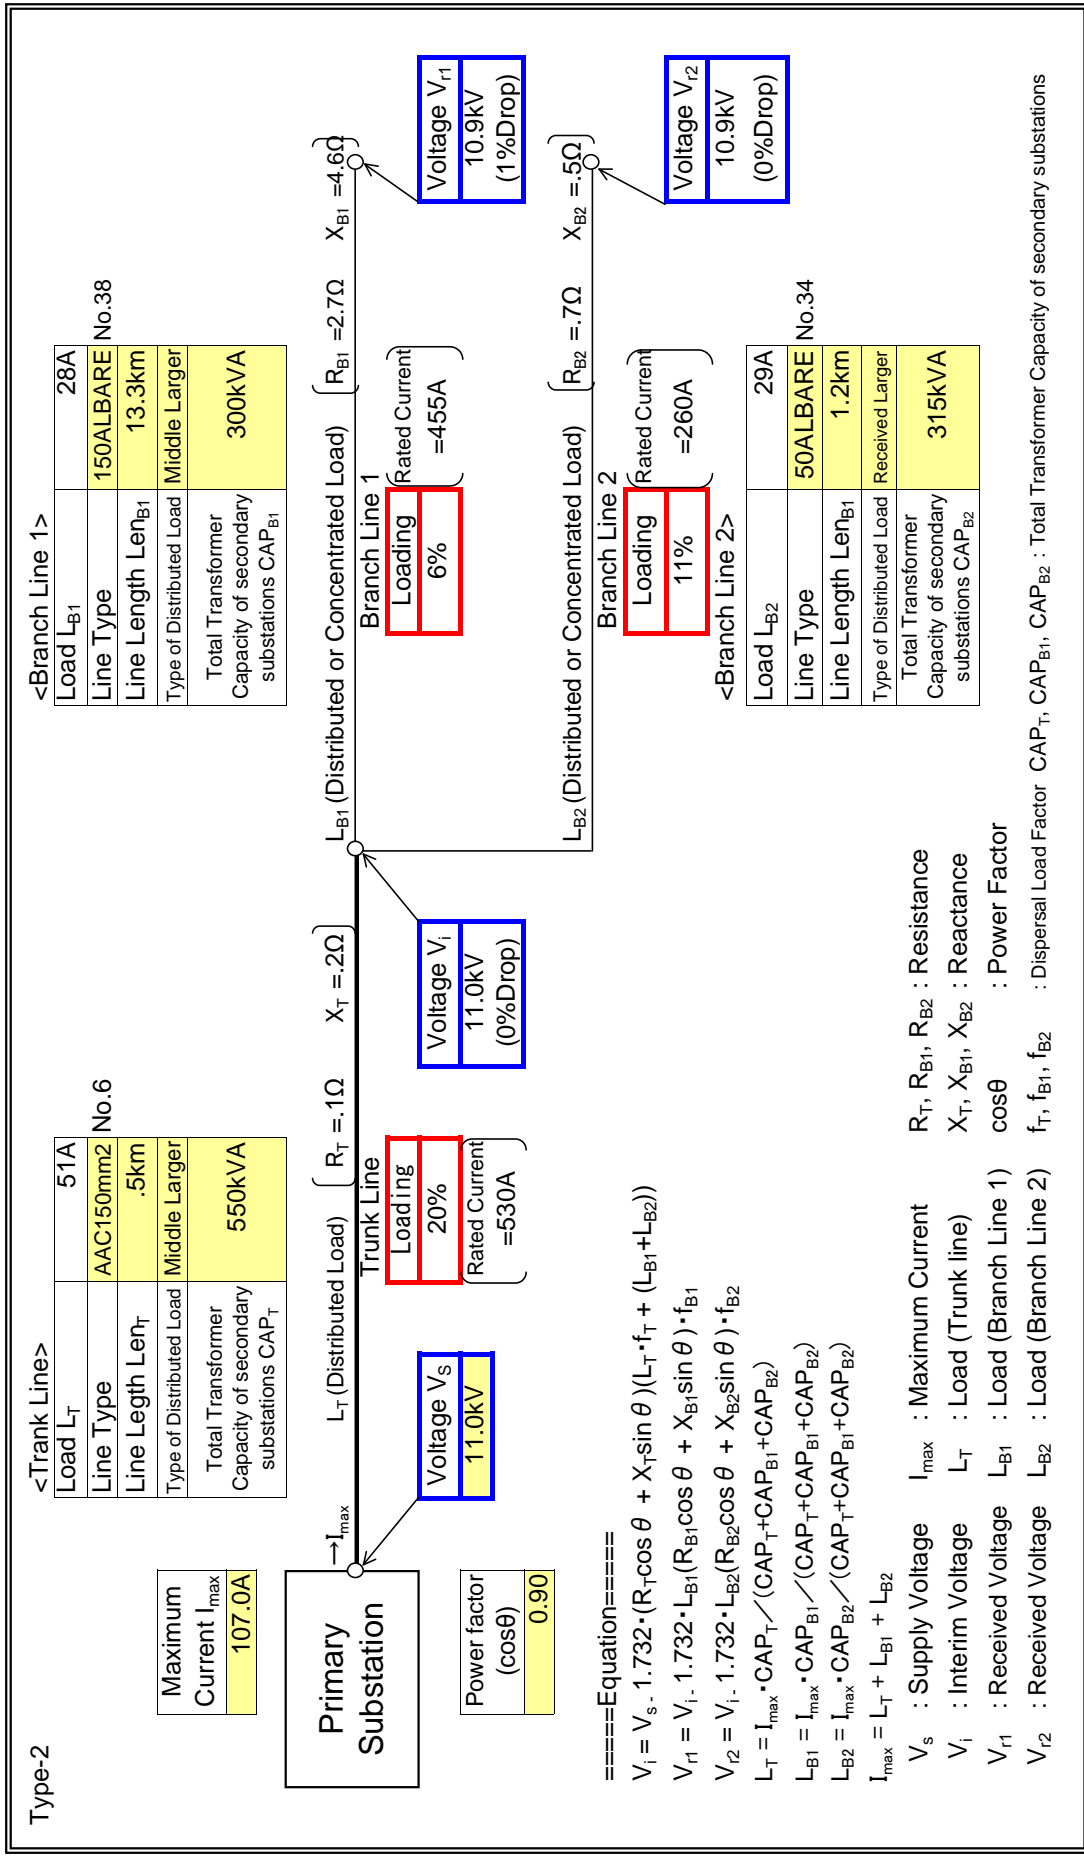 Type-2
Maximum
Current Imax
107.0A
<Trank Line>
Load LT 51A
Line Type AAC150mm2 No.6
Line Legth LenT .5km
Type of Distributed Load Middle Larger
Total Transformer
Capacity of secondary
substations CAPT
550kVA
<Branch Line 1>
Load LB1 28A
Line Type 150ALBARE No.38
Line Length LenB1 13.3km
Type of Distributed Load Middle Larger
Total Transformer
Capacity of secondary
substations CAPB1
300kVA
Primary
Substation
→Imax
LT (Distributed Load)
RT =.1Ω XT =.2Ω
LB1 (Distributed or Concentrated Load)
RB1 =2.7Ω XB1 =4.6Ω
Trunk Line
Loading
20%
Rated Current
=530A
Branch Line 1
Loading
6%
Rated Current
=455A
Voltage VS
11.0kV
Voltage Vi
11.0kV
(0%Drop)
Voltage Vr1
10.9kV
(1%Drop)
Power factor
(cosθ)
0.90
LB2 (Distributed or Concentrated Load)
RB2 =.7Ω XB2 =.5Ω
Branch Line 2
Loading
11%
Rated Current
=260A
Voltage Vr2
10.9kV
(0%Drop)
<Branch Line 2>
Load LB2 29A
Line Type 50ALBARE No.34
Line Length LenB1 1.2km
Type of Distributed Load Received Larger
Total Transformer
Capacity of secondary
substations CAPB2
315kVA
=====Equation======
Vi = Vs - 1.732・(RTcos θ + XTsin θ)(LT・fT + (LB1+LB2))
Vr1 = Vi - 1.732・LB1(RB1cos θ + XB1sin θ)・fB1
Vr2 = Vi - 1.732・LB2(RB2cos θ + XB2sin θ)・fB2
LT = Imax・CAPT／(CAPT+CAPB1+CAPB2)
LB1 = Imax・CAPB1／(CAPT+CAPB1+CAPB2)
LB2 = Imax・CAPB2／(CAPT+CAPB1+CAPB2)
Imax = LT + LB1 + LB2
Vs : Supply Voltage Imax : Maximum Current RT, RB1, RB2 : Resistance
Vi : Interim Voltage LT : Load (Trunk line) XT, XB1, XB2 : Reactance
Vr1 : Received Voltage LB1 : Load (Branch Line 1) cosθ : Power Factor
Vr2 : Received Voltage LB2 : Load (Branch Line 2) fT, fB1, fB2 : Dispersal Load Factor CAPT, CAPB1, CAPB2 : Total Transformer Capacity of secondary substations